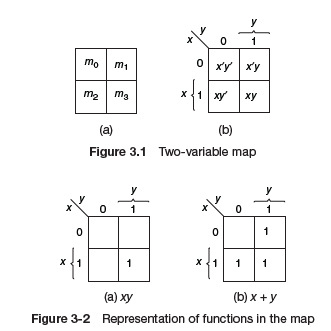 y
y
x
0
1
m0
m1
0
x'y'
x'y
m2
m3
x
1
xy'
xy
(a)
(b)
Figure 3.1 Two-variable map
y
y
y
y
x
0
1
x
0
1
0
0
1
x
1
1
x
1
1
1
(a) xy
(b) x + y
Figure 3-2 Representation of functions in the map